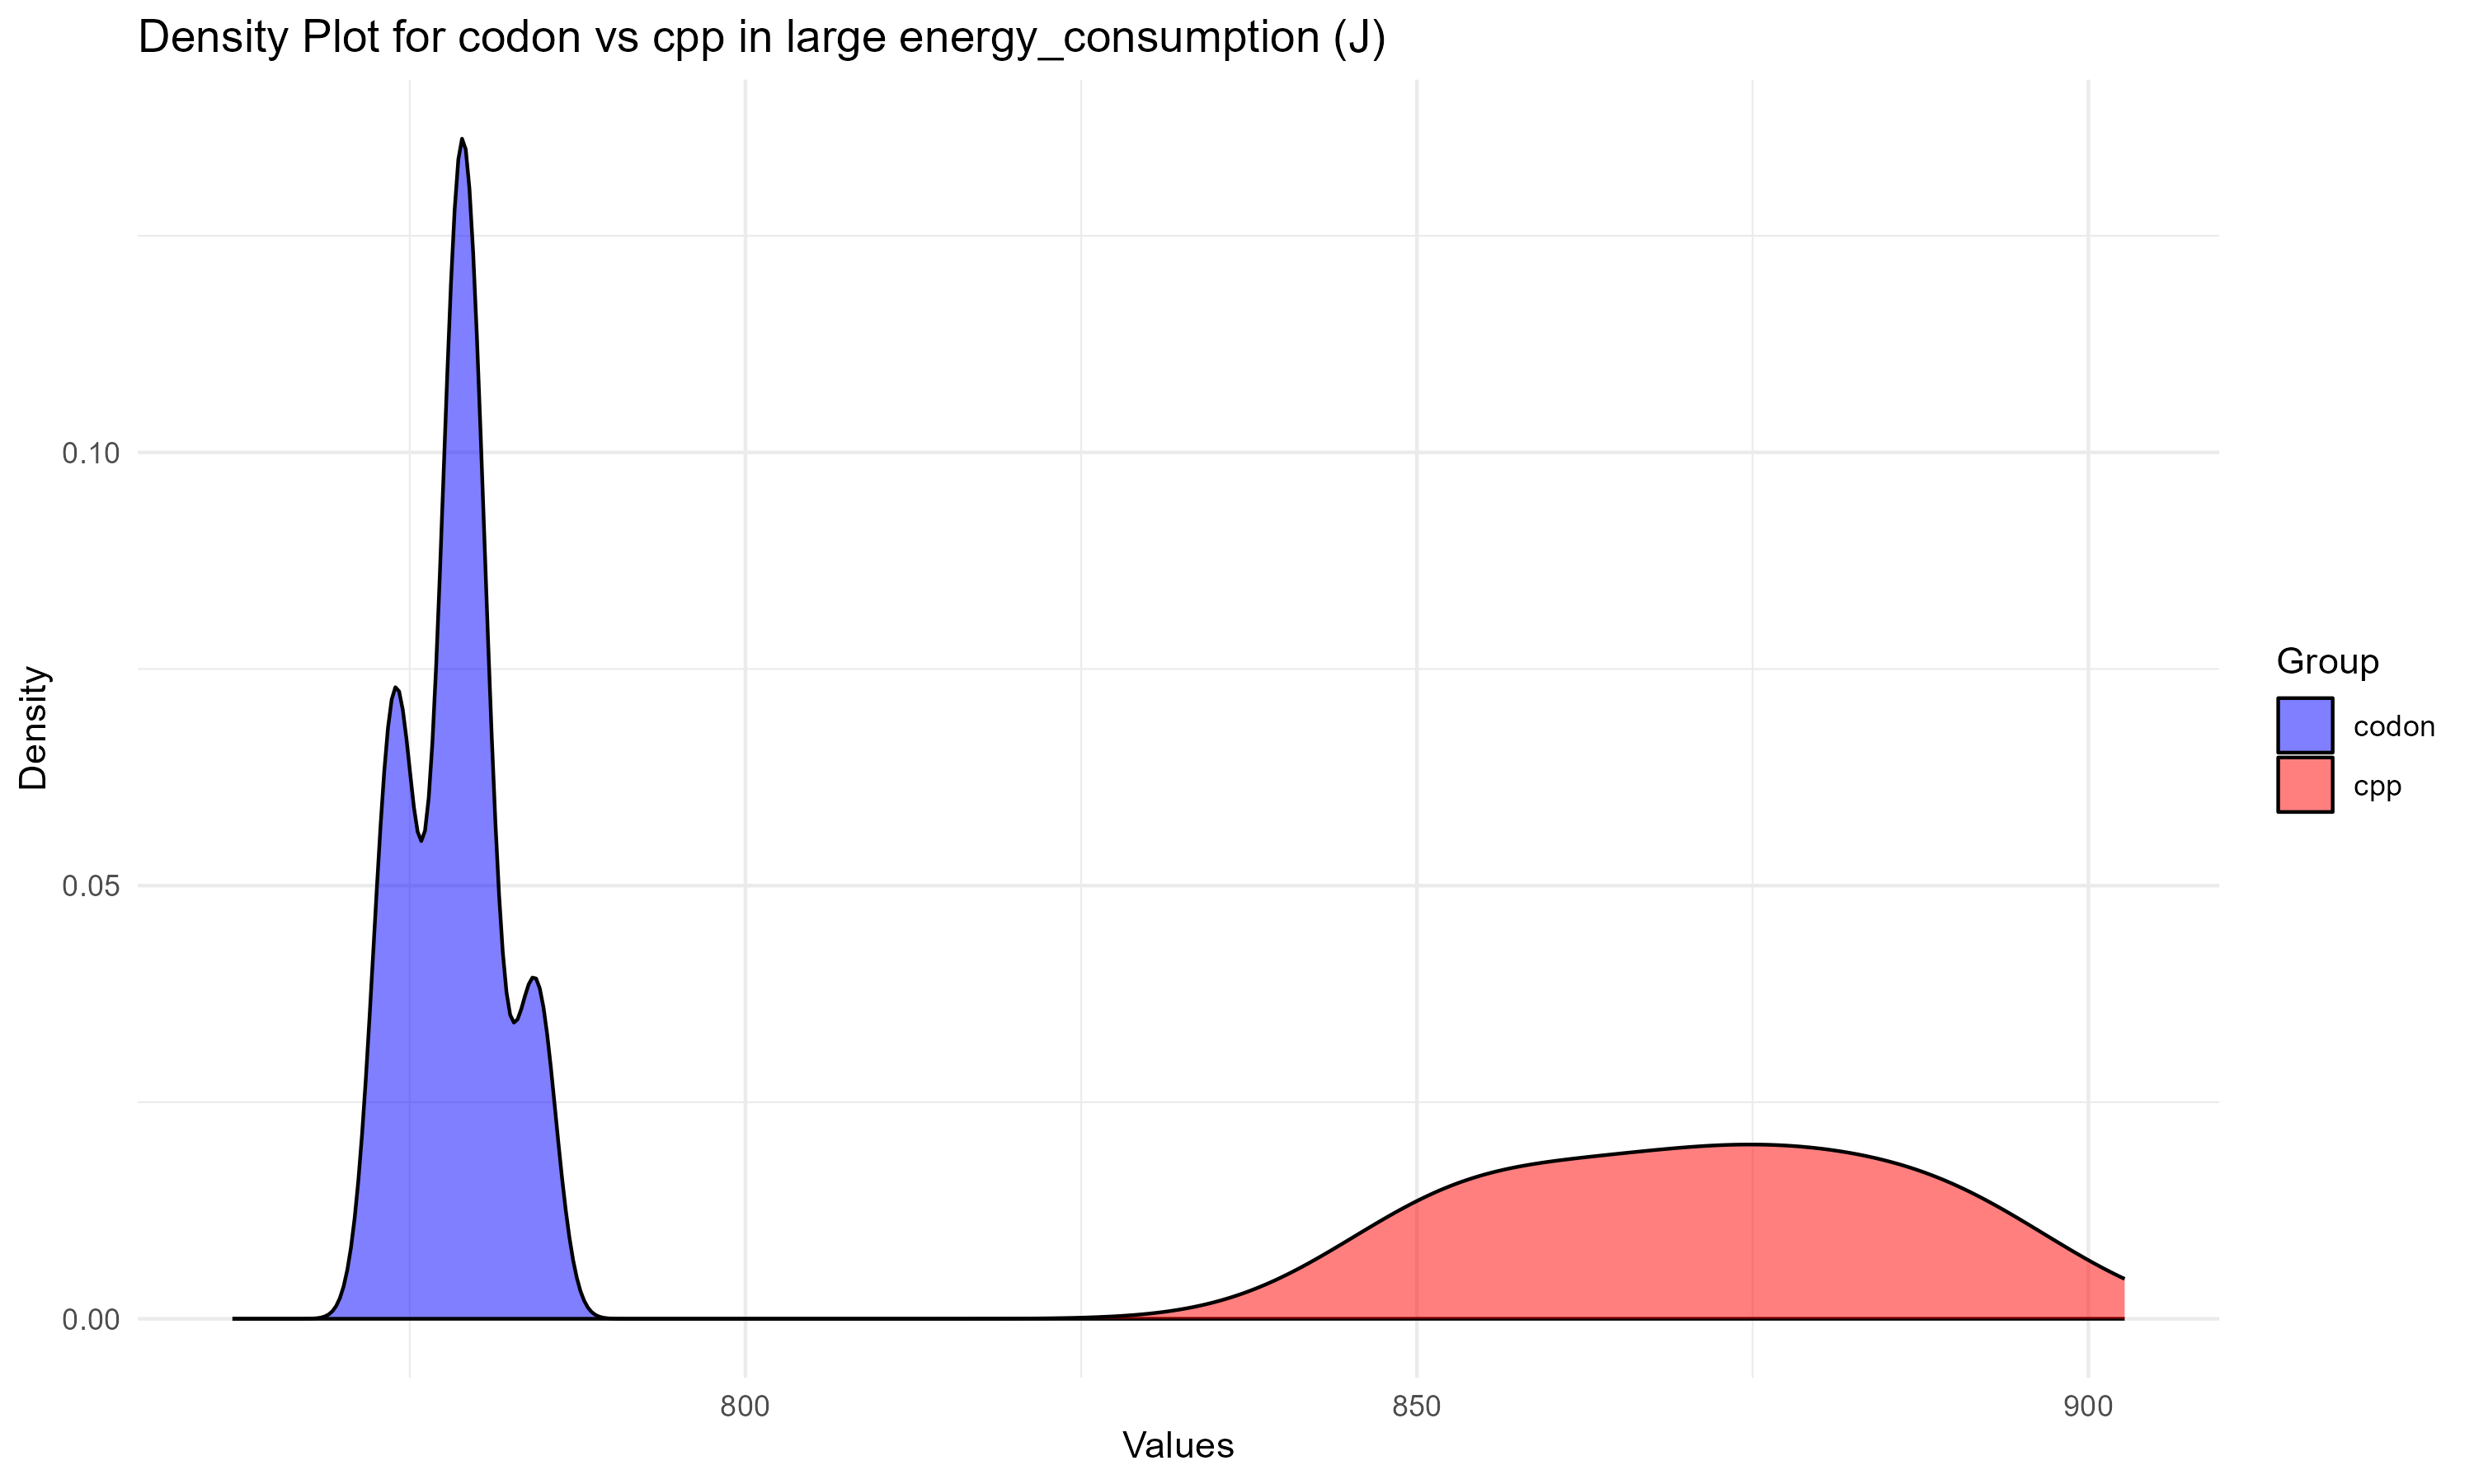 Density Plot for codon vs cpp in large energy_consumption (J)
Density
0.10
0.05
0.00
800
850
900
Values
Group
codon
cpp